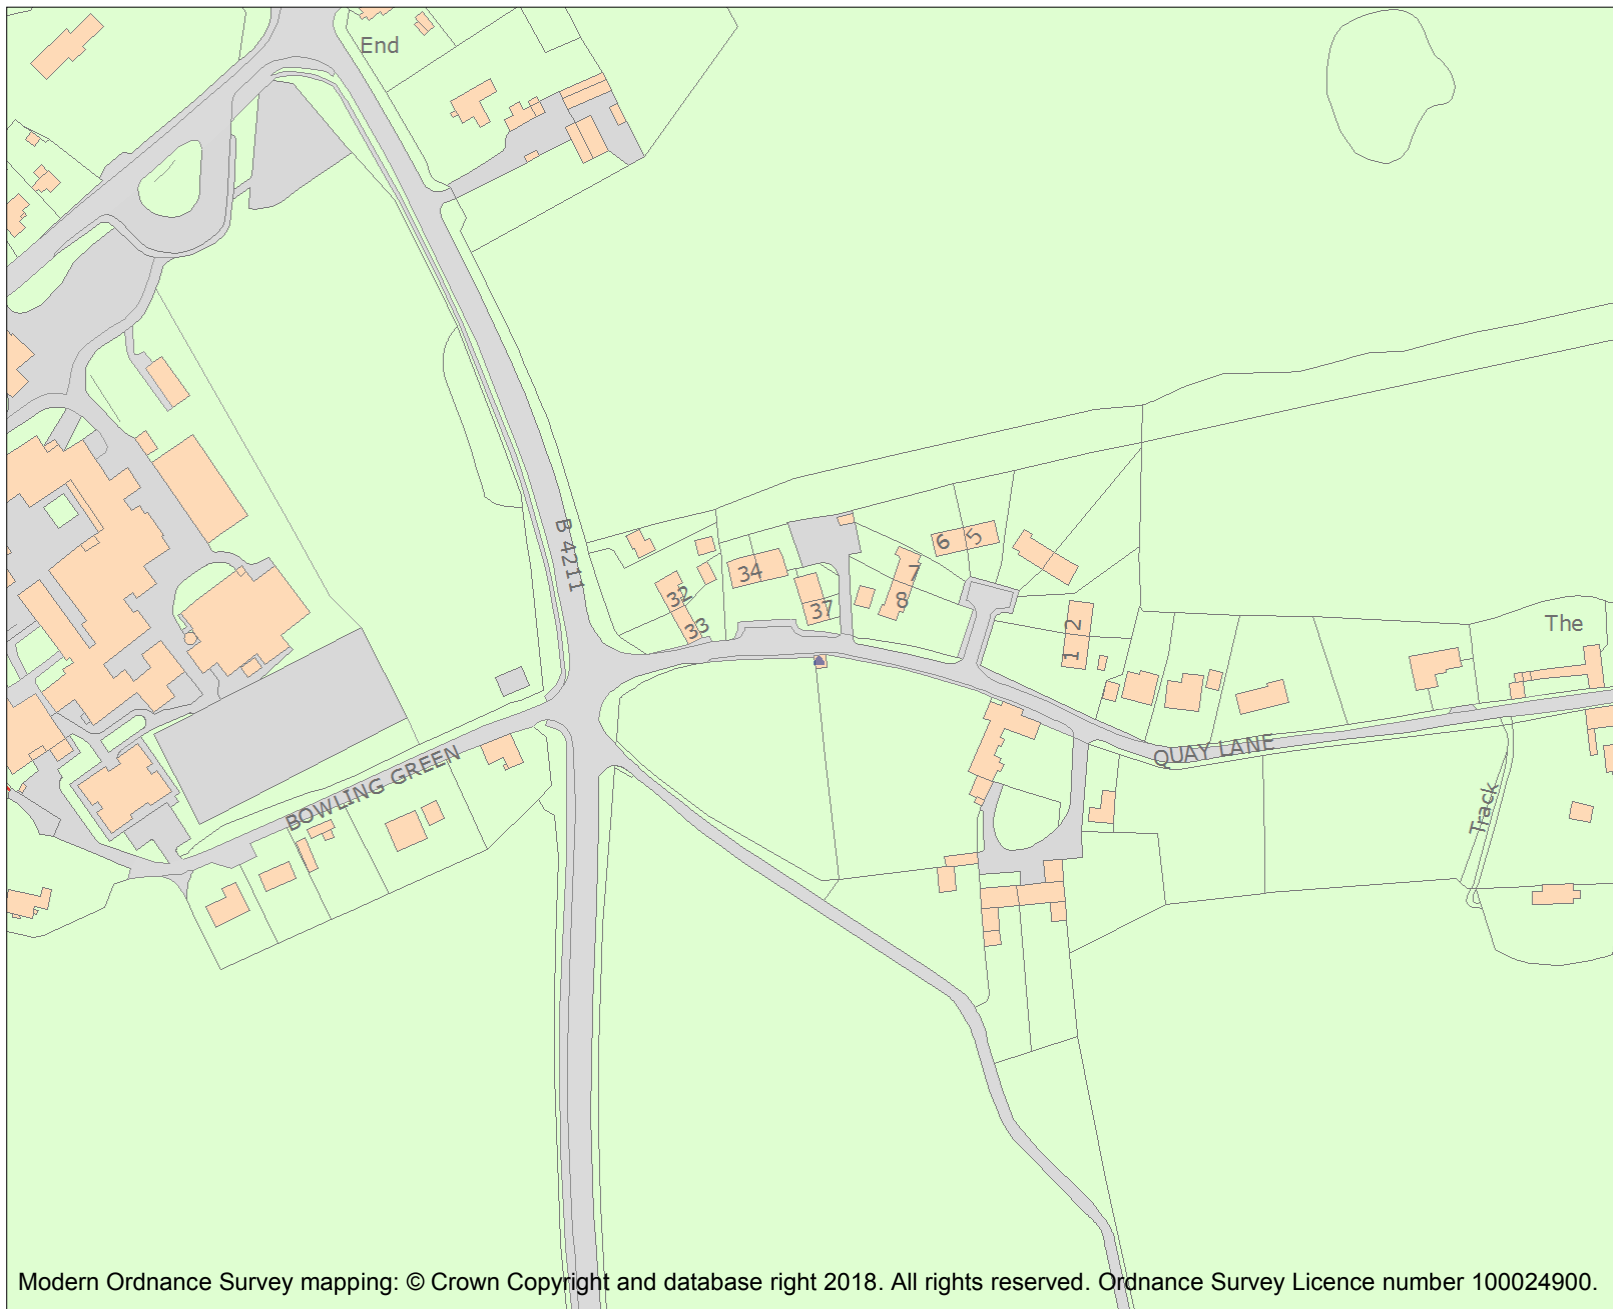 End
B 4211
6
5
34
7
32
8
37
33
2
1
The
QUAY LANE
BOWLING GREEN
Track
Modern Ordnance Survey mapping: © Crown Copyright and database right 2018. All rights reserved. Ordnance Survey Licence number 100024900.